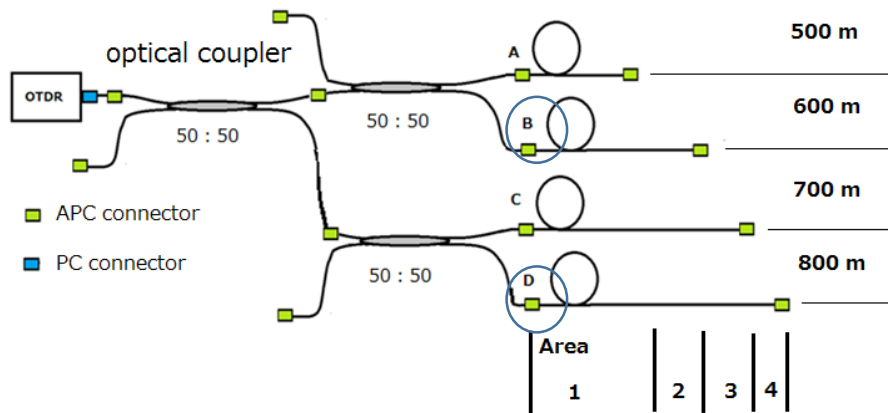 optical coupler
OTDR
50 : 50
50 : 50
50 : 50
APC connector
PC connector
A
B
C
D
500 m
600 m
700 m
800 m
Area
1
2
3
4